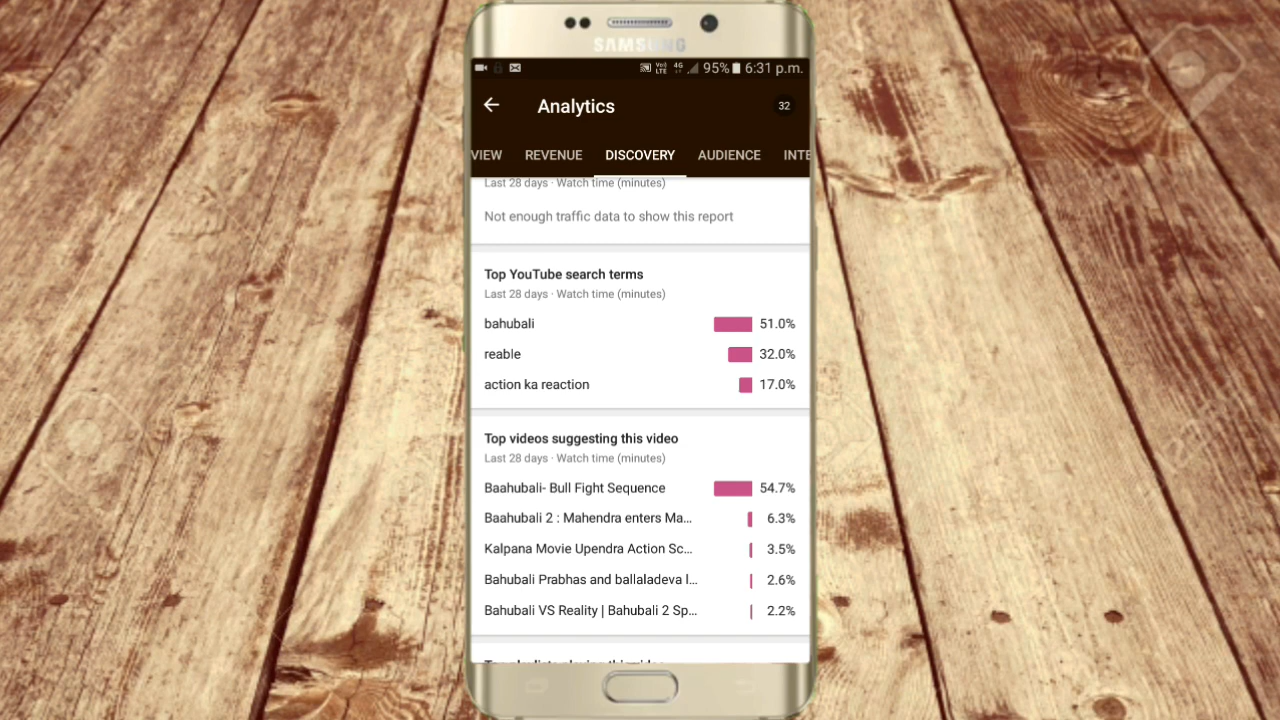 SAMSUNG
VoLTE 4G 95% 6:31 p.m.
Analytics
32
VIEW REVENUE DISCOVERY AUDIENCE INTE
Last 28 days · Watch time (minutes)
Not enough traffic data to show this report
Top YouTube search terms
Last 28 days · Watch time (minutes)
bahubali 51.0%
reable 32.0%
action ka reaction 17.0%
Top videos suggesting this video
Last 28 days · Watch time (minutes)
Baahubali- Bull Fight Sequence 54.7%
Baahubali 2 : Mahendra enters Ma... 6.3%
Kalpana Movie Upendra Action Sc... 3.5%
Bahubali Prabhas and ballaladeva l... 2.6%
Bahubali VS Reality | Bahubali 2 Sp... 2.2%